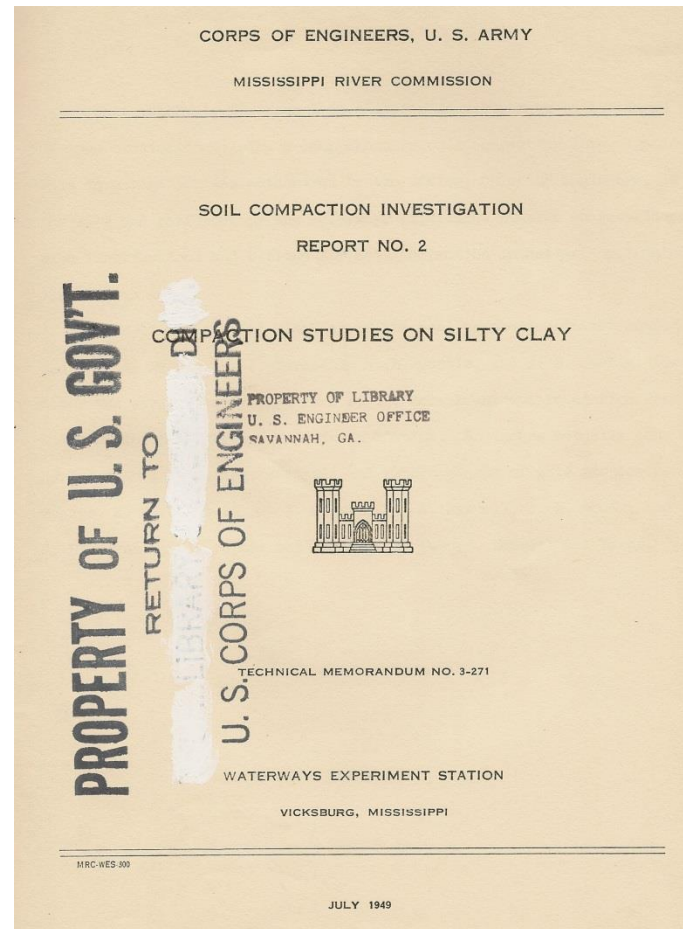 CORPS OF ENGINEERS, U. S. ARMY
MISSISSIPPI RIVER COMMISSION
SOIL COMPACTION INVESTIGATION
REPORT NO. 2
COMPACTION STUDIES ON SILTY CLAY
PROPERTY OF LIBRARY
U. S. ENGINEER OFFICE
SAVANNAH, GA.
PROPERTY OF U. S. GOV'T.
RETURN TO
LIBRARY
U. S. CORPS OF ENGINEERS
TECHNICAL MEMORANDUM NO. 3-271
WATERWAYS EXPERIMENT STATION
VICKSBURG, MISSISSIPPI
MRC-WES-300
JULY 1949